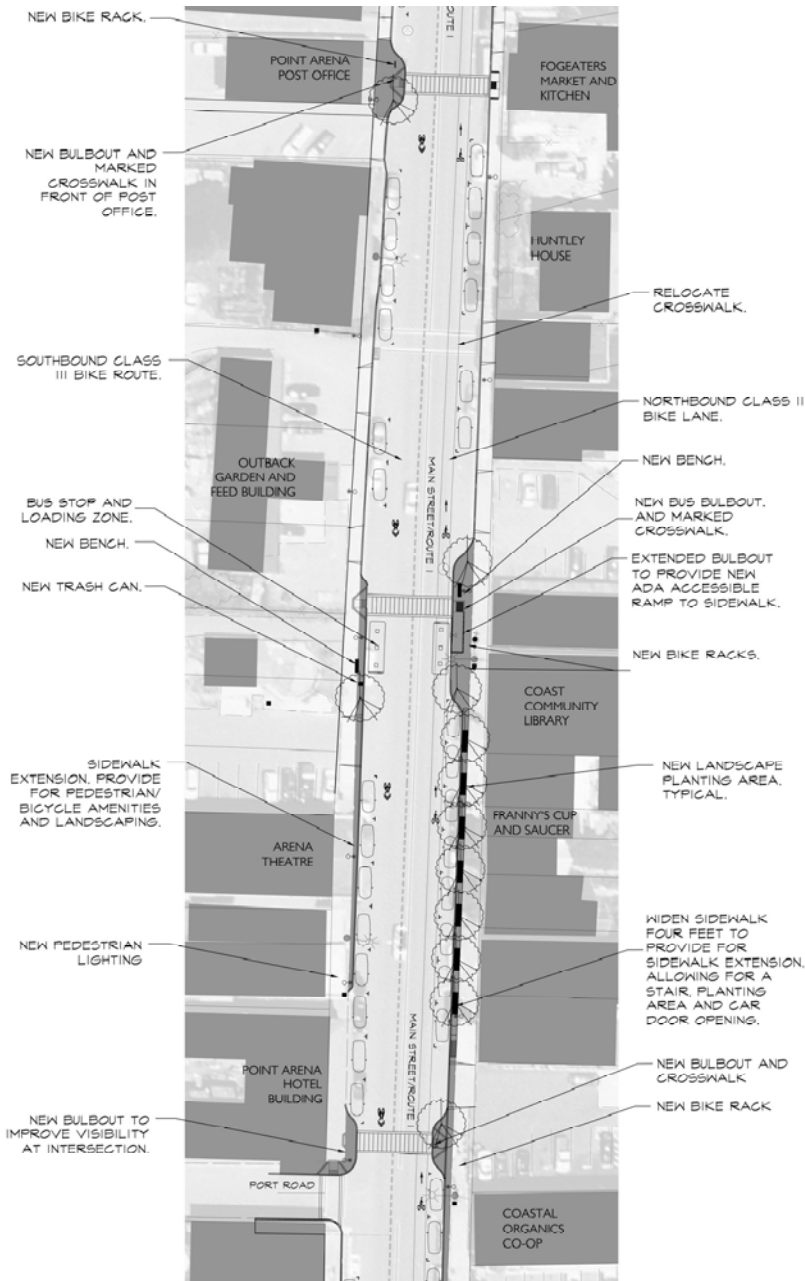 NEW BIKE RACK.
ROUTE 1
POINT ARENA
POST OFFICE
FOGEATERS
MARKET AND
KITCHEN
NEW BULBOUT AND
MARKED
CROSSWALK IN
FRONT OF POST
OFFICE.
HUNTLEY
HOUSE
RELOCATE
CROSSWALK.
SOUTHBOUND CLASS
III BIKE ROUTE.
NORTHBOUND CLASS II
BIKE LANE.
OUTBACK
GARDEN AND
FEED BUILDING
MAIN STREET/ROUTE 1
NEW BENCH.
BUS STOP AND
LOADING ZONE.
NEW BUS BULBOUT,
AND MARKED
CROSSWALK.
NEW BENCH.
EXTENDED BULBOUT
TO PROVIDE NEW
ADA ACCESSIBLE
RAMP TO SIDEWALK.
NEW TRASH CAN.
NEW BIKE RACKS.
COAST
COMMUNITY
LIBRARY
SIDEWALK
EXTENSION. PROVIDE
FOR PEDESTRIAN/
BICYCLE AMENITIES
AND LANDSCAPING.
NEW LANDSCAPE
PLANTING AREA,
TYPICAL.
FRANNY'S CUP
AND SAUCER
ARENA
THEATRE
NEW PEDESTRIAN
LIGHTING
WIDEN SIDEWALK
FOUR FEET TO
PROVIDE FOR
SIDEWALK EXTENSION,
ALLOWING FOR A
STAIR, PLANTING
AREA AND CAR
DOOR OPENING.
MAIN STREET/ROUTE 1
POINT ARENA
HOTEL
BUILDING
NEW BULBOUT AND
CROSSWALK
NEW BIKE RACK
NEW BULBOUT TO
IMPROVE VISIBILITY
AT INTERSECTION.
PORT ROAD
COASTAL
ORGANICS
CO-OP